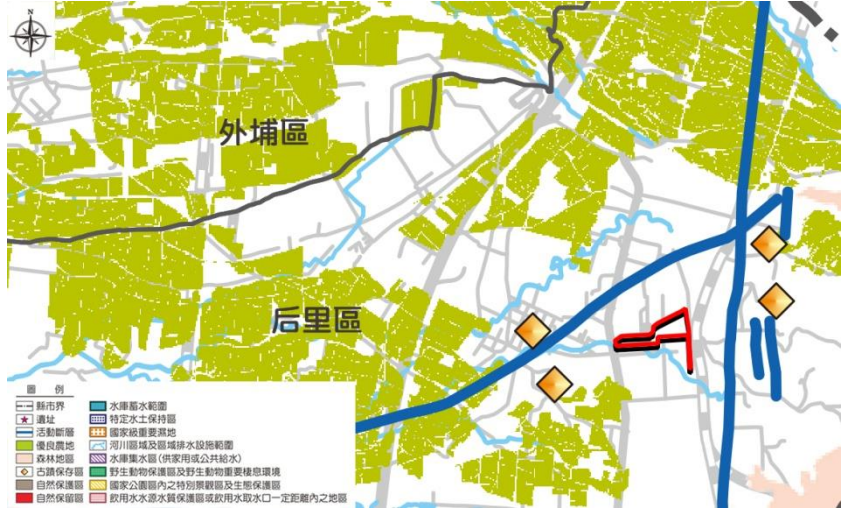 N
外埔區
后里區
圖 例
縣市界
遺址
活動斷層
優良農地
森林地區
古蹟保存區
自然保護區
自然保留區
水庫蓄水範圍
特定水土保持區
國家級重要濕地
河川區域及區域排水設施範圍
水庫集水區(供家用或公共給水)
野生動物保護區及野生動物重要棲息環境
國家公園區內之特別景觀區及生態保護區
飲用水水源水質保護區或飲用水取水口一定距離內之地區